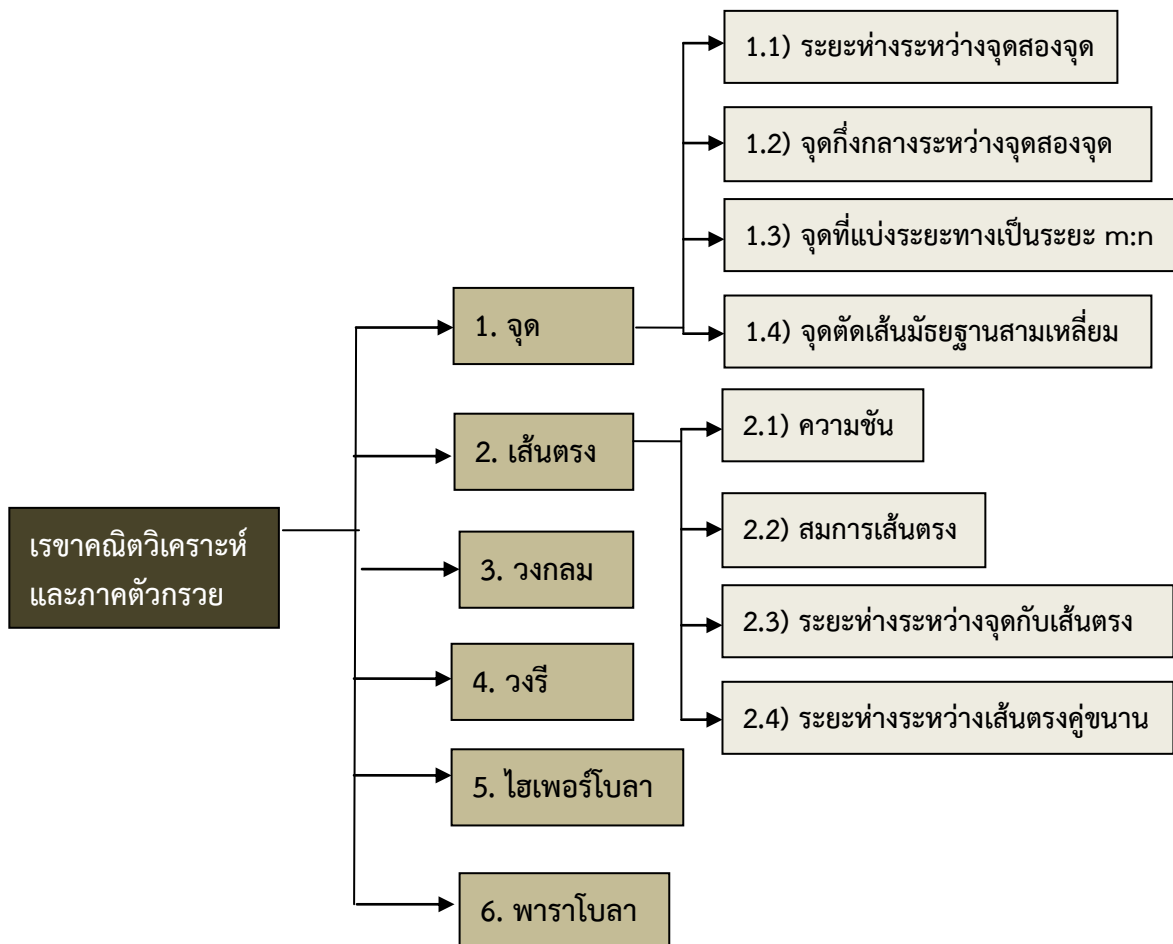 เรขาคณิตวิเคราะห์
และภาคตัวกรวย
1. จุด
1.1) ระยะห่างระหว่างจุดสองจุด
1.2) จุดกึ่งกลางระหว่างจุดสองจุด
1.3) จุดที่แบ่งระยะทางเป็นระยะ m:n
1.4) จุดตัดเส้นมัธยฐานสามเหลี่ยม
2. เส้นตรง
2.1) ความชัน
2.2) สมการเส้นตรง
2.3) ระยะห่างระหว่างจุดกับเส้นตรง
2.4) ระยะห่างระหว่างเส้นตรงคู่ขนาน
3. วงกลม
4. วงรี
5. ไฮเพอร์โบลา
6. พาราโบลา